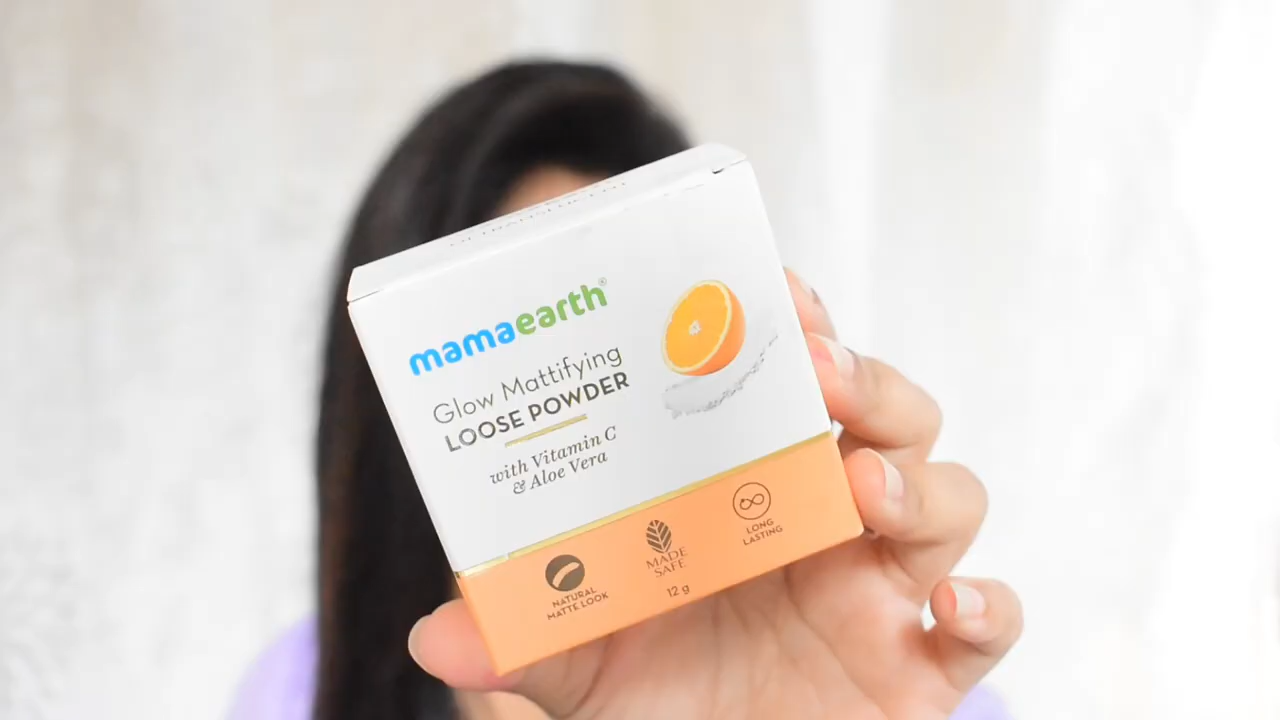 mamaearth®
Glow Mattifying
LOOSE POWDER
with Vitamin C
& Aloe Vera
NATURAL
MATTE LOOK
MADE
SAFE
12 g
LONG
LASTING